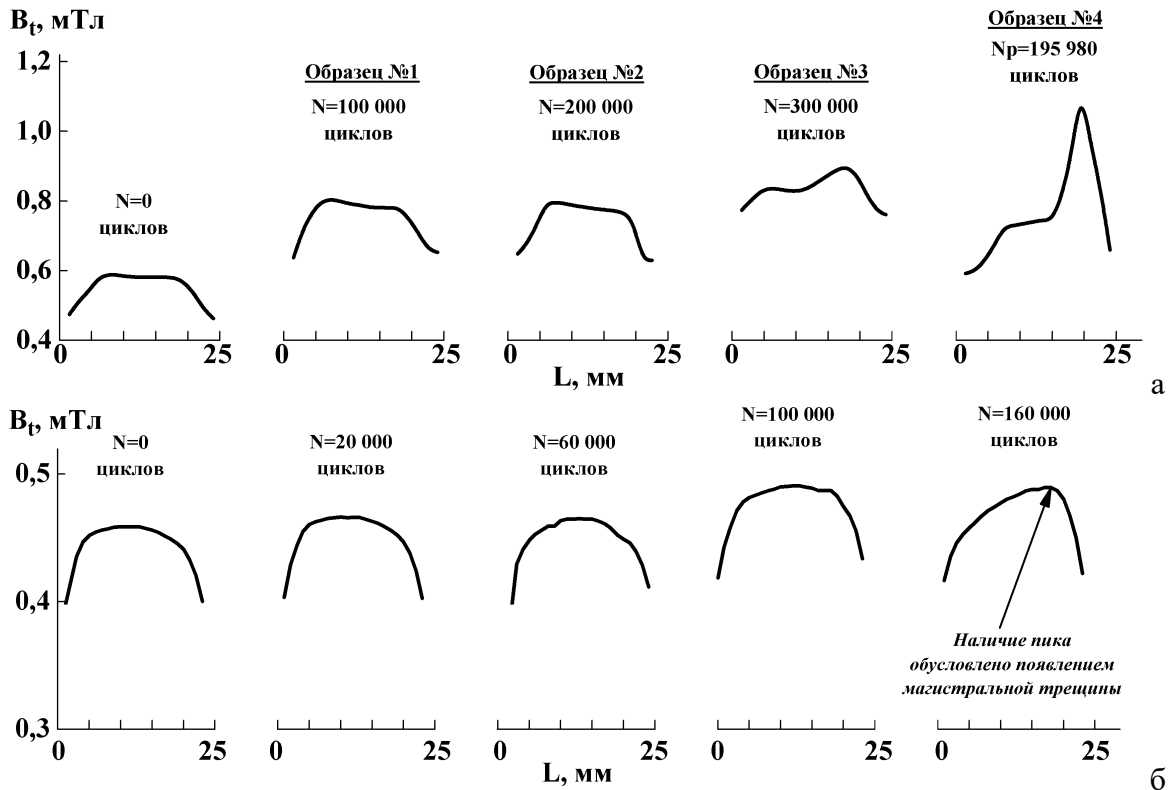 Bt, мТл
1,2
1,0
0,8
0,6
0,4
N=0
циклов
Образец №1
N=100 000
циклов
Образец №2
N=200 000
циклов
Образец №3
N=300 000
циклов
Образец №4
Nр=195 980
циклов
0
25
0
25
0
25
0
25
0
25
L, мм
а
Bt, мТл
0,5
0,4
0,3
N=0
циклов
N=20 000
циклов
N=60 000
циклов
N=100 000
циклов
N=160 000
циклов
Наличие пика
обусловлено появлением
магистральной трещины
0
25
0
25
0
25
0
25
0
25
L, мм
б